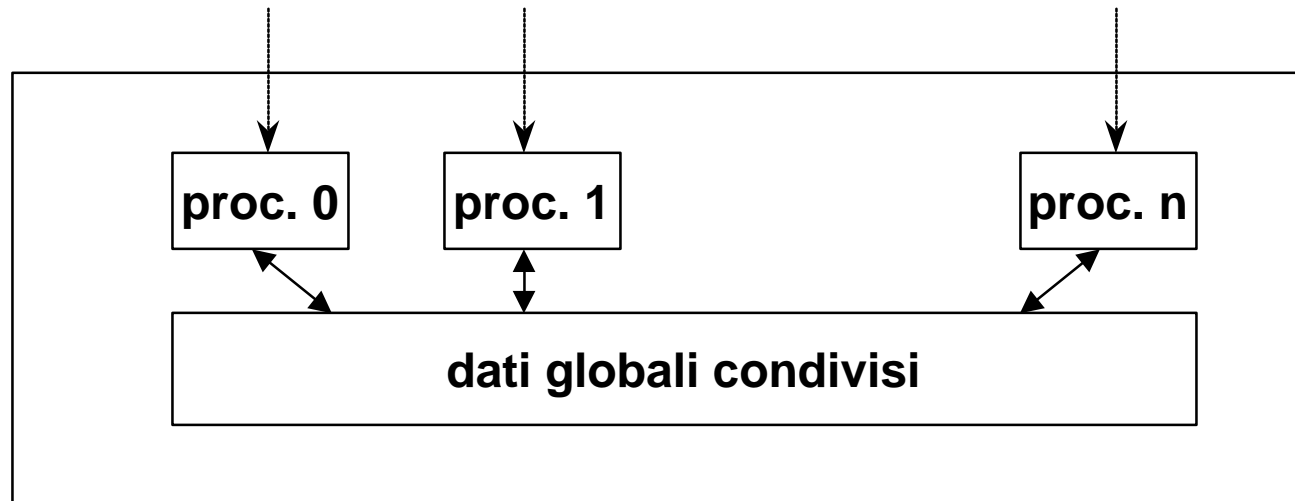 proc. 0 proc. 1 proc. n
dati globali condivisi